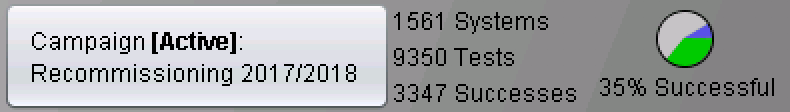 Campaign [Active]:
Recommissioning 2017/2018
1561 Systems
9350 Tests
3347 Successes
35% Successful